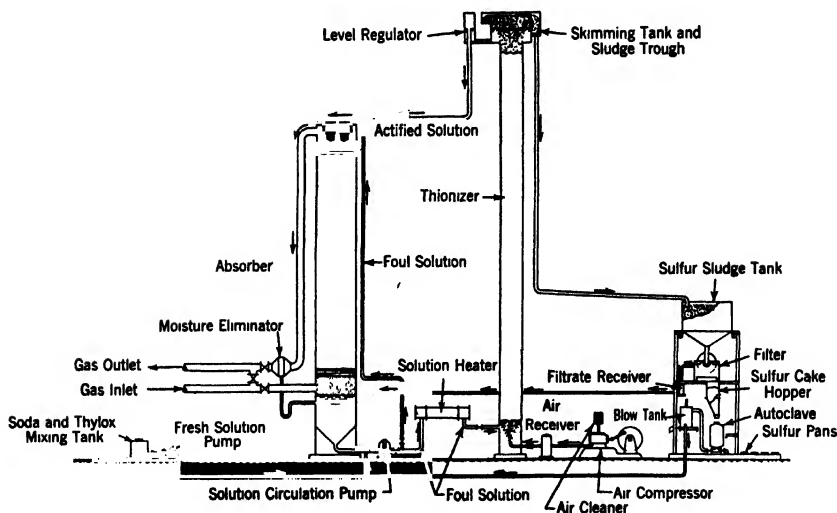 Level Regulator
Skimming Tank and
Sludge Trough
Actified Solution
Thionizer
Absorber
Foul Solution
Sulfur Sludge Tank
Moisture Eliminator
Gas Outlet
Solution Heater
Filter
Gas Inlet
Filtrate Receiver
Sulfur Cake
Hopper
Air
Receiver
Blow Tank
Soda and Thylox
Mixing Tank
Fresh Solution
Pump
Autoclave
Sulfur Pans
Solution Circulation Pump
Foul Solution
Air Compressor
Air Cleaner